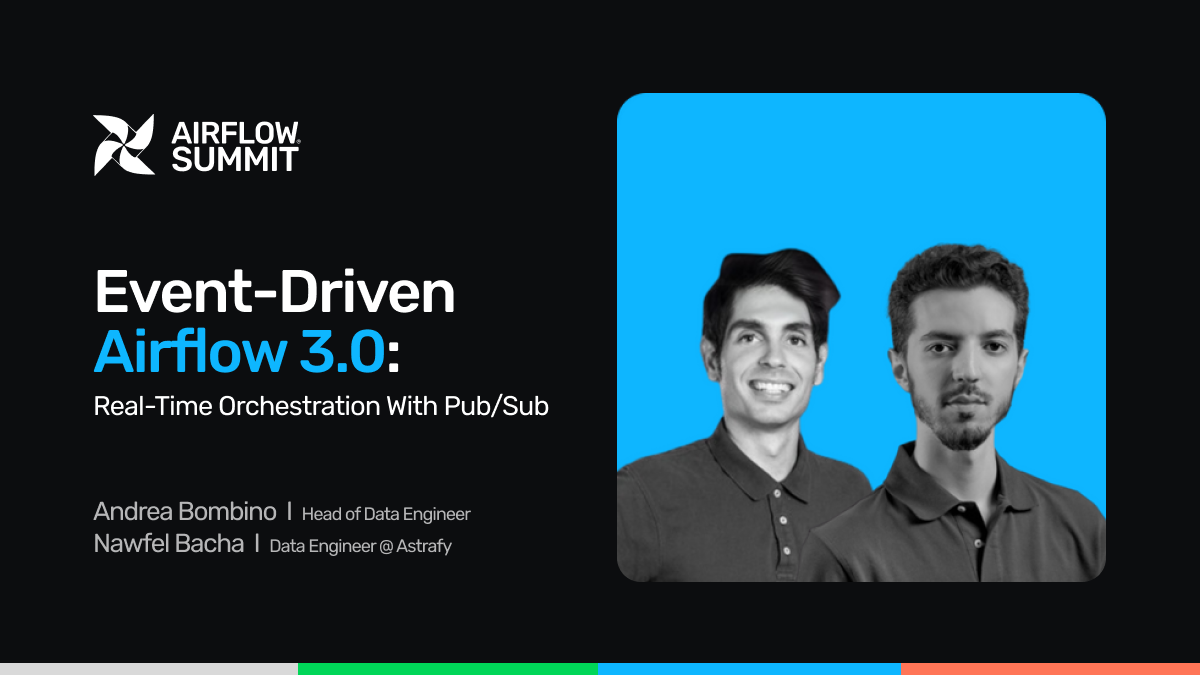 AIRFLOW
SUMMIT
Event-Driven
Airflow 3.0:
Real-Time Orchestration With Pub/Sub
Andrea Bombino | Head of Data Engineer
Nawfel Bacha | Data Engineer @ Astrafy